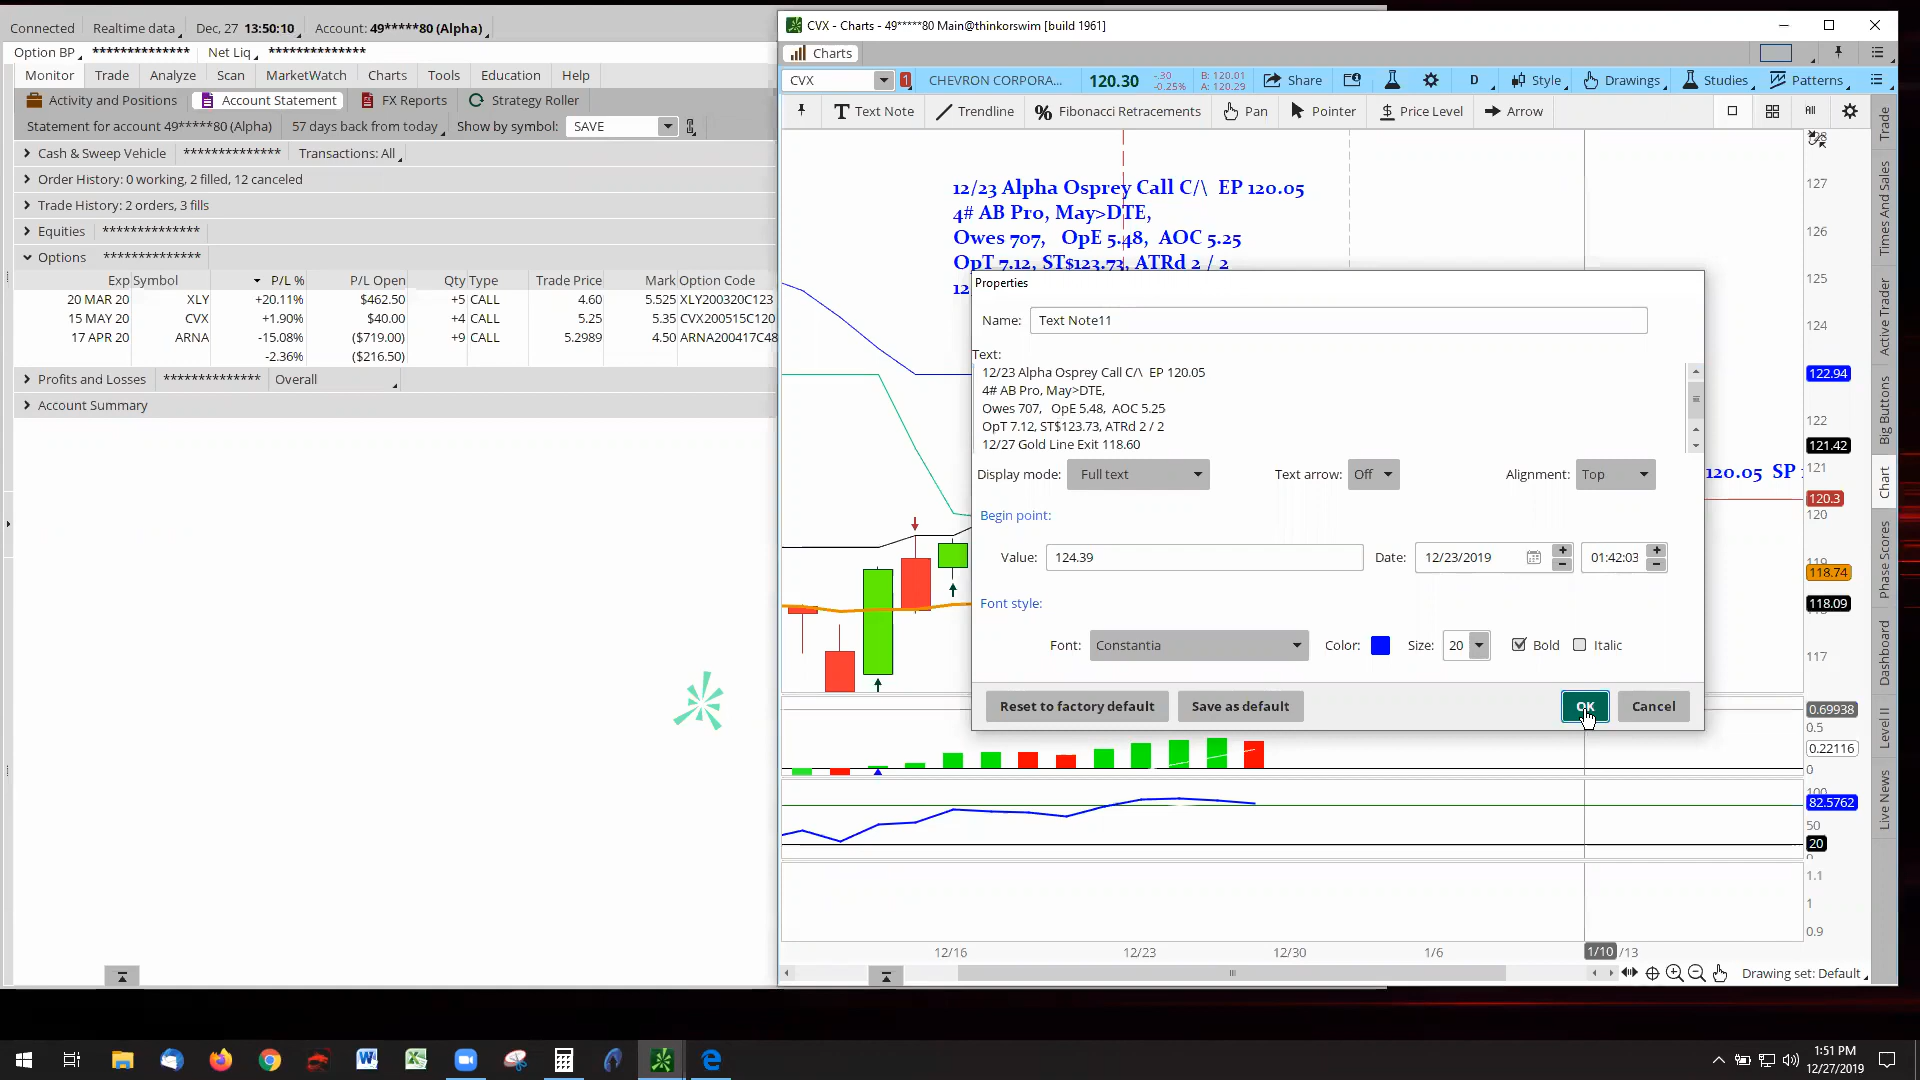 Connected Realtime data Dec, 27 13:50:10 Account: 49*****80 (Alpha)
Option BP ************** Net Liq **************
Monitor Trade Analyze Scan MarketWatch Charts Tools Education Help
Activity and Positions Account Statement FX Reports Strategy Roller
Statement for account 49*****80 (Alpha) 57 days back from today Show by symbol: SAVE
Cash & Sweep Vehicle ************** Transactions: All
Order History: 0 working, 2 filled, 12 canceled
Trade History: 2 orders, 3 fills
Equities **************
Options **************
Exp Symbol P/L % P/L Open Qty Type Trade Price Mark Option Code
20 MAR 20 XLY +20.11% $462.50 +5 CALL 4.60 5.525 XLY200320C123
15 MAY 20 CVX +1.90% $40.00 +4 CALL 5.25 5.35 CVX200515C120
17 APR 20 ARNA -15.08% ($719.00) +9 CALL 5.2989 4.50 ARNA200417C48
-2.36% ($216.50)
Profits and Losses ************** Overall
Account Summary
CVX - Charts - 49*****80 Main@thinkorswim [build 1961]
Charts
CVX 1 CHEVRON CORPORA... 120.30 -.30 -0.25% B: 120.01 A: 120.29 Share D Style Drawings Studies Patterns
Text Note Trendline Fibonacci Retracements Pan Pointer Price Level Arrow All
12/23 Alpha Osprey Call C/\ EP 120.05
4# AB Pro, May>DTE,
Owes 707, OpE 5.48, AOC 5.25
OpT 7.12, ST$123.73, ATRd 2 / 2
12
Properties
Name: Text Note11
Text:
12/23 Alpha Osprey Call C/\ EP 120.05
4# AB Pro, May>DTE,
Owes 707, OpE 5.48, AOC 5.25
OpT 7.12, ST$123.73, ATRd 2 / 2
12/27 Gold Line Exit 118.60
Display mode: Full text Text arrow: Off Alignment: Top
Begin point:
Value: 124.39 Date: 12/23/2019 01:42:03
Font style:
Font: Constantia Color: Size: 20 Bold Italic
Reset to factory default Save as default OK Cancel
120.05 SP
127
126
125
124
122.94
122
121.42
121
120.3
120
118.74
118.09
117
0.69938
0.5
0.22116
0
100
82.5762
50
20
1.1
1
0.9
12/16 12/23 12/30 1/6 1/10 /13
Drawing set: Default
Trade
Times And Sales
Active Trader
Big Buttons
Chart
Phase Scores
Dashboard
Level II
Live News
1:51 PM
12/27/2019